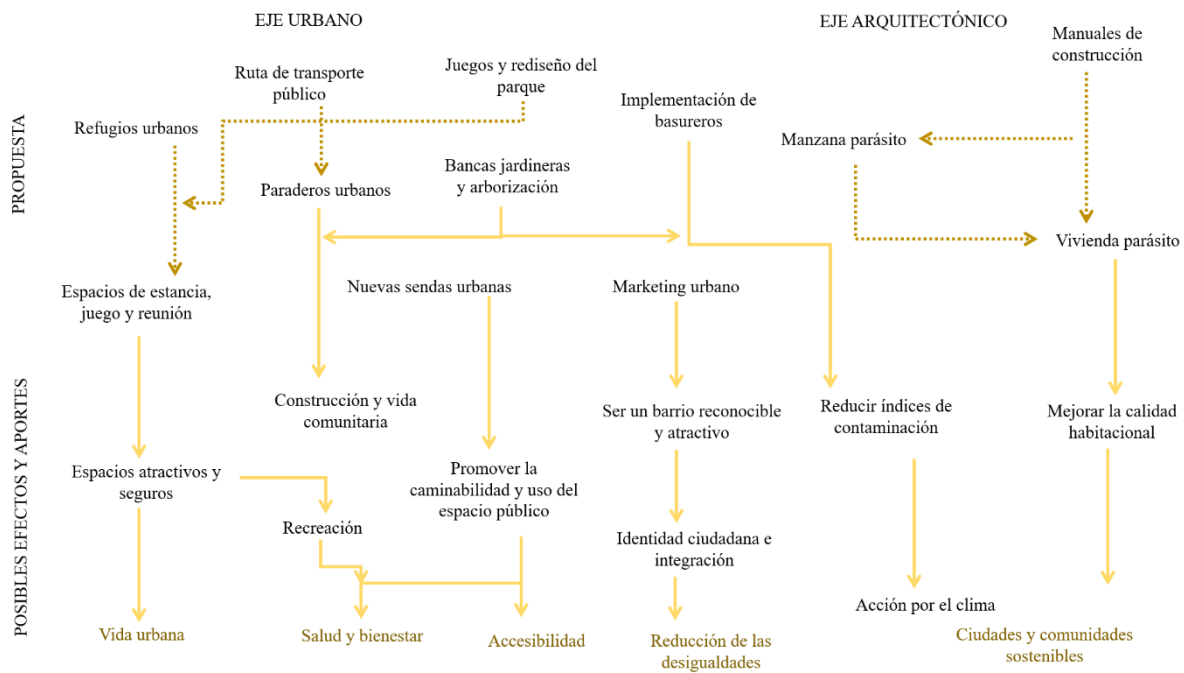 EJE URBANO
EJE ARQUITECTÓNICO
PROPUESTA
Ruta de transporte
público
Juegos y rediseño del
parque
Manuales de
construcción
Refugios urbanos
Implementación de
basureros
Manzana parásito
Paraderos urbanos
Bancas jardineras
y arborización
Vivienda parásito
Espacios de estancia,
juego y reunión
Nuevas sendas urbanas
Marketing urbano
POSIBLES EFECTOS Y APORTES
Construcción y vida
comunitaria
Ser un barrio reconocible
y atractivo
Reducir índices de
contaminación
Mejorar la calidad
habitacional
Espacios atractivos y
seguros
Promover la
caminabilidad y uso del
espacio público
Recreación
Identidad ciudadana e
integración
Acción por el clima
Vida urbana
Salud y bienestar
Accesibilidad
Reducción de las
desigualdades
Ciudades y comunidades
sostenibles